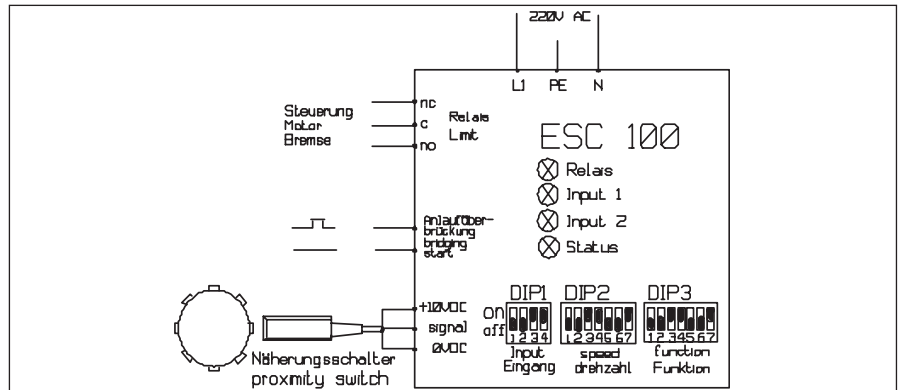 220V AC
L1 PE N
Steuerung
Motor
Bremse
nc
c
no
Relais
Limit
ESC 100
Relais
Input 1
Input 2
Status
Anlaufüber-
brückung
bridging
start
+10VDC
signal
0VDC
Näherungsschalter
proximity switch
on
off
DIP1 DIP2 DIP3
1 2 3 4 1 2 3 4 5 6 7 1 2 3 4 5 6 7
Input
Eingang
speed
drehzahl
function
Funktion